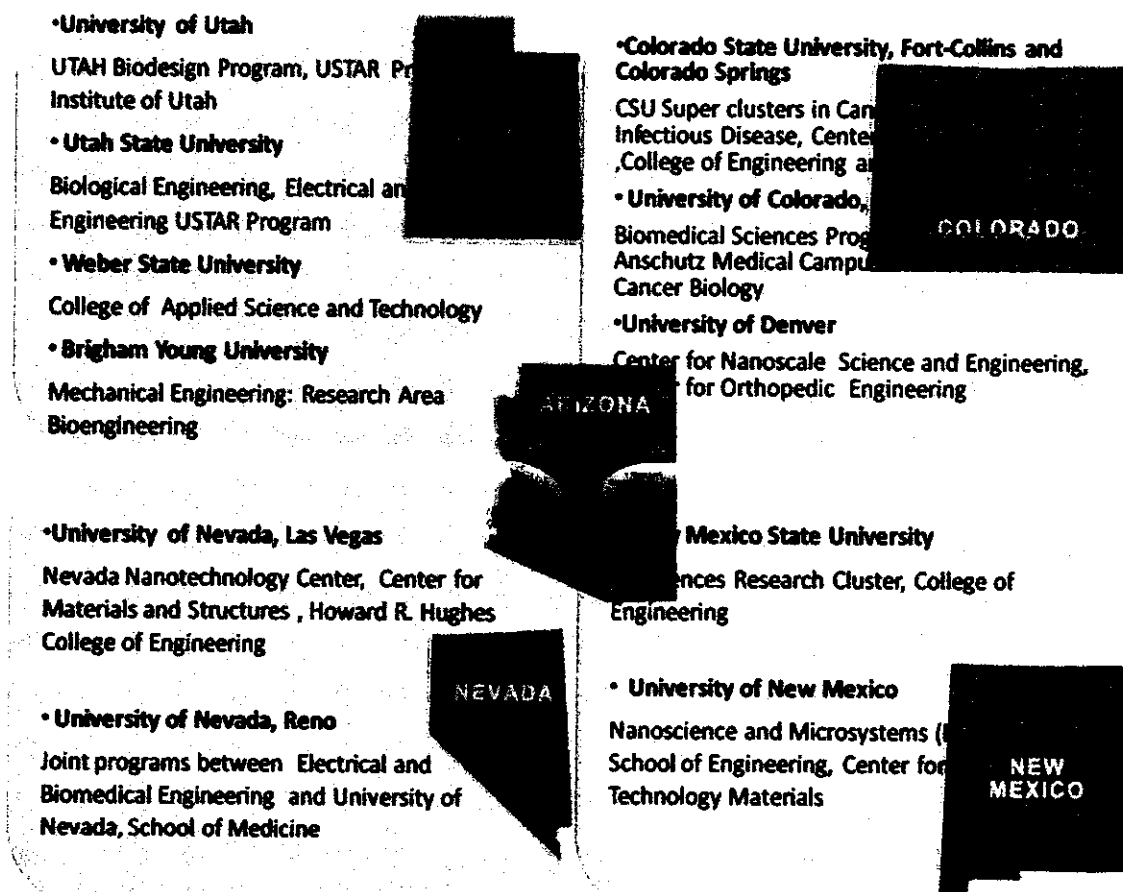 •University of Utah
UTAH Biodesign Program, USTAR
Institute of Utah
• Utah State University
Biological Engineering, Electrical
Engineering USTAR Program
• Weber State University
College of Applied Science and Technology
• Brigham Young University
Mechanical Engineering: Research Area
Bioengineering
•Colorado State University, Fort-Collins and
Colorado Springs
CSU Super clusters in
Infectious Disease,
,College of Engineering
• University of Colorado,
Biomedical Sciences
Anschutz Medical
Cancer Biology
•University of Denver
Center for Nanoscale Science and Engineering,
for Orthopedic Engineering
COLORADO
ARIZONA
•University of Nevada, Las Vegas
Nevada Nanotechnology Center, Center for
Materials and Structures , Howard R. Hughes
College of Engineering
• University of Nevada, Reno
Joint programs between Electrical and
Biomedical Engineering and University of
Nevada, School of Medicine
NEVADA
Mexico State University
Research Cluster, College of
Engineering
• University of New Mexico
Nanoscience and Microsystems
School of Engineering, Center for
Technology Materials
NEW
MEXICO